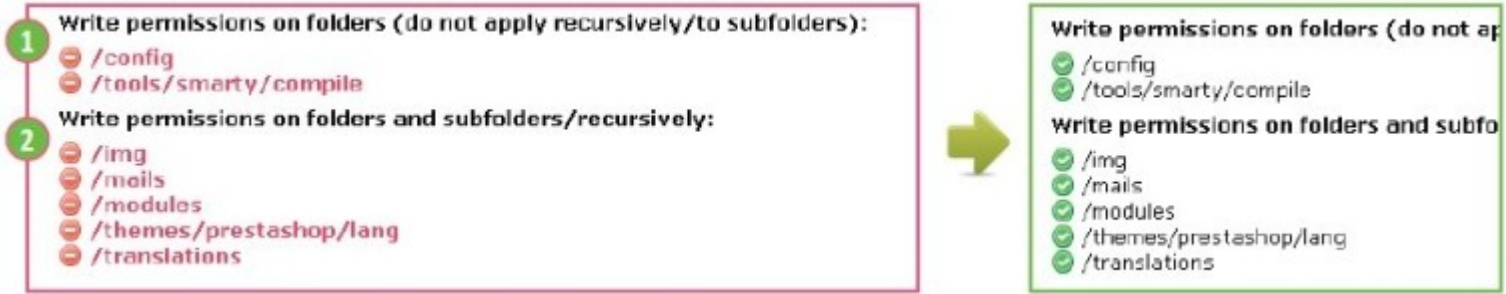 1
Write permissions on folders (do not apply recursively/to subfolders):
/config
/tools/smarty/compile
2
Write permissions on folders and subfolders/recursively:
/img
/mails
/modules
/themes/prestashop/lang
/translations
Write permissions on folders (do not ap
/config
/tools/smarty/compile
Write permissions on folders and subfo
/img
/mails
/modules
/themes/prestashop/lang
/translations